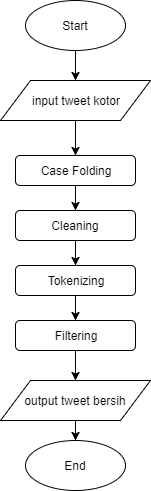 Start
input tweet kotor
Case Folding
Cleaning
Tokenizing
Filtering
output tweet bersih
End